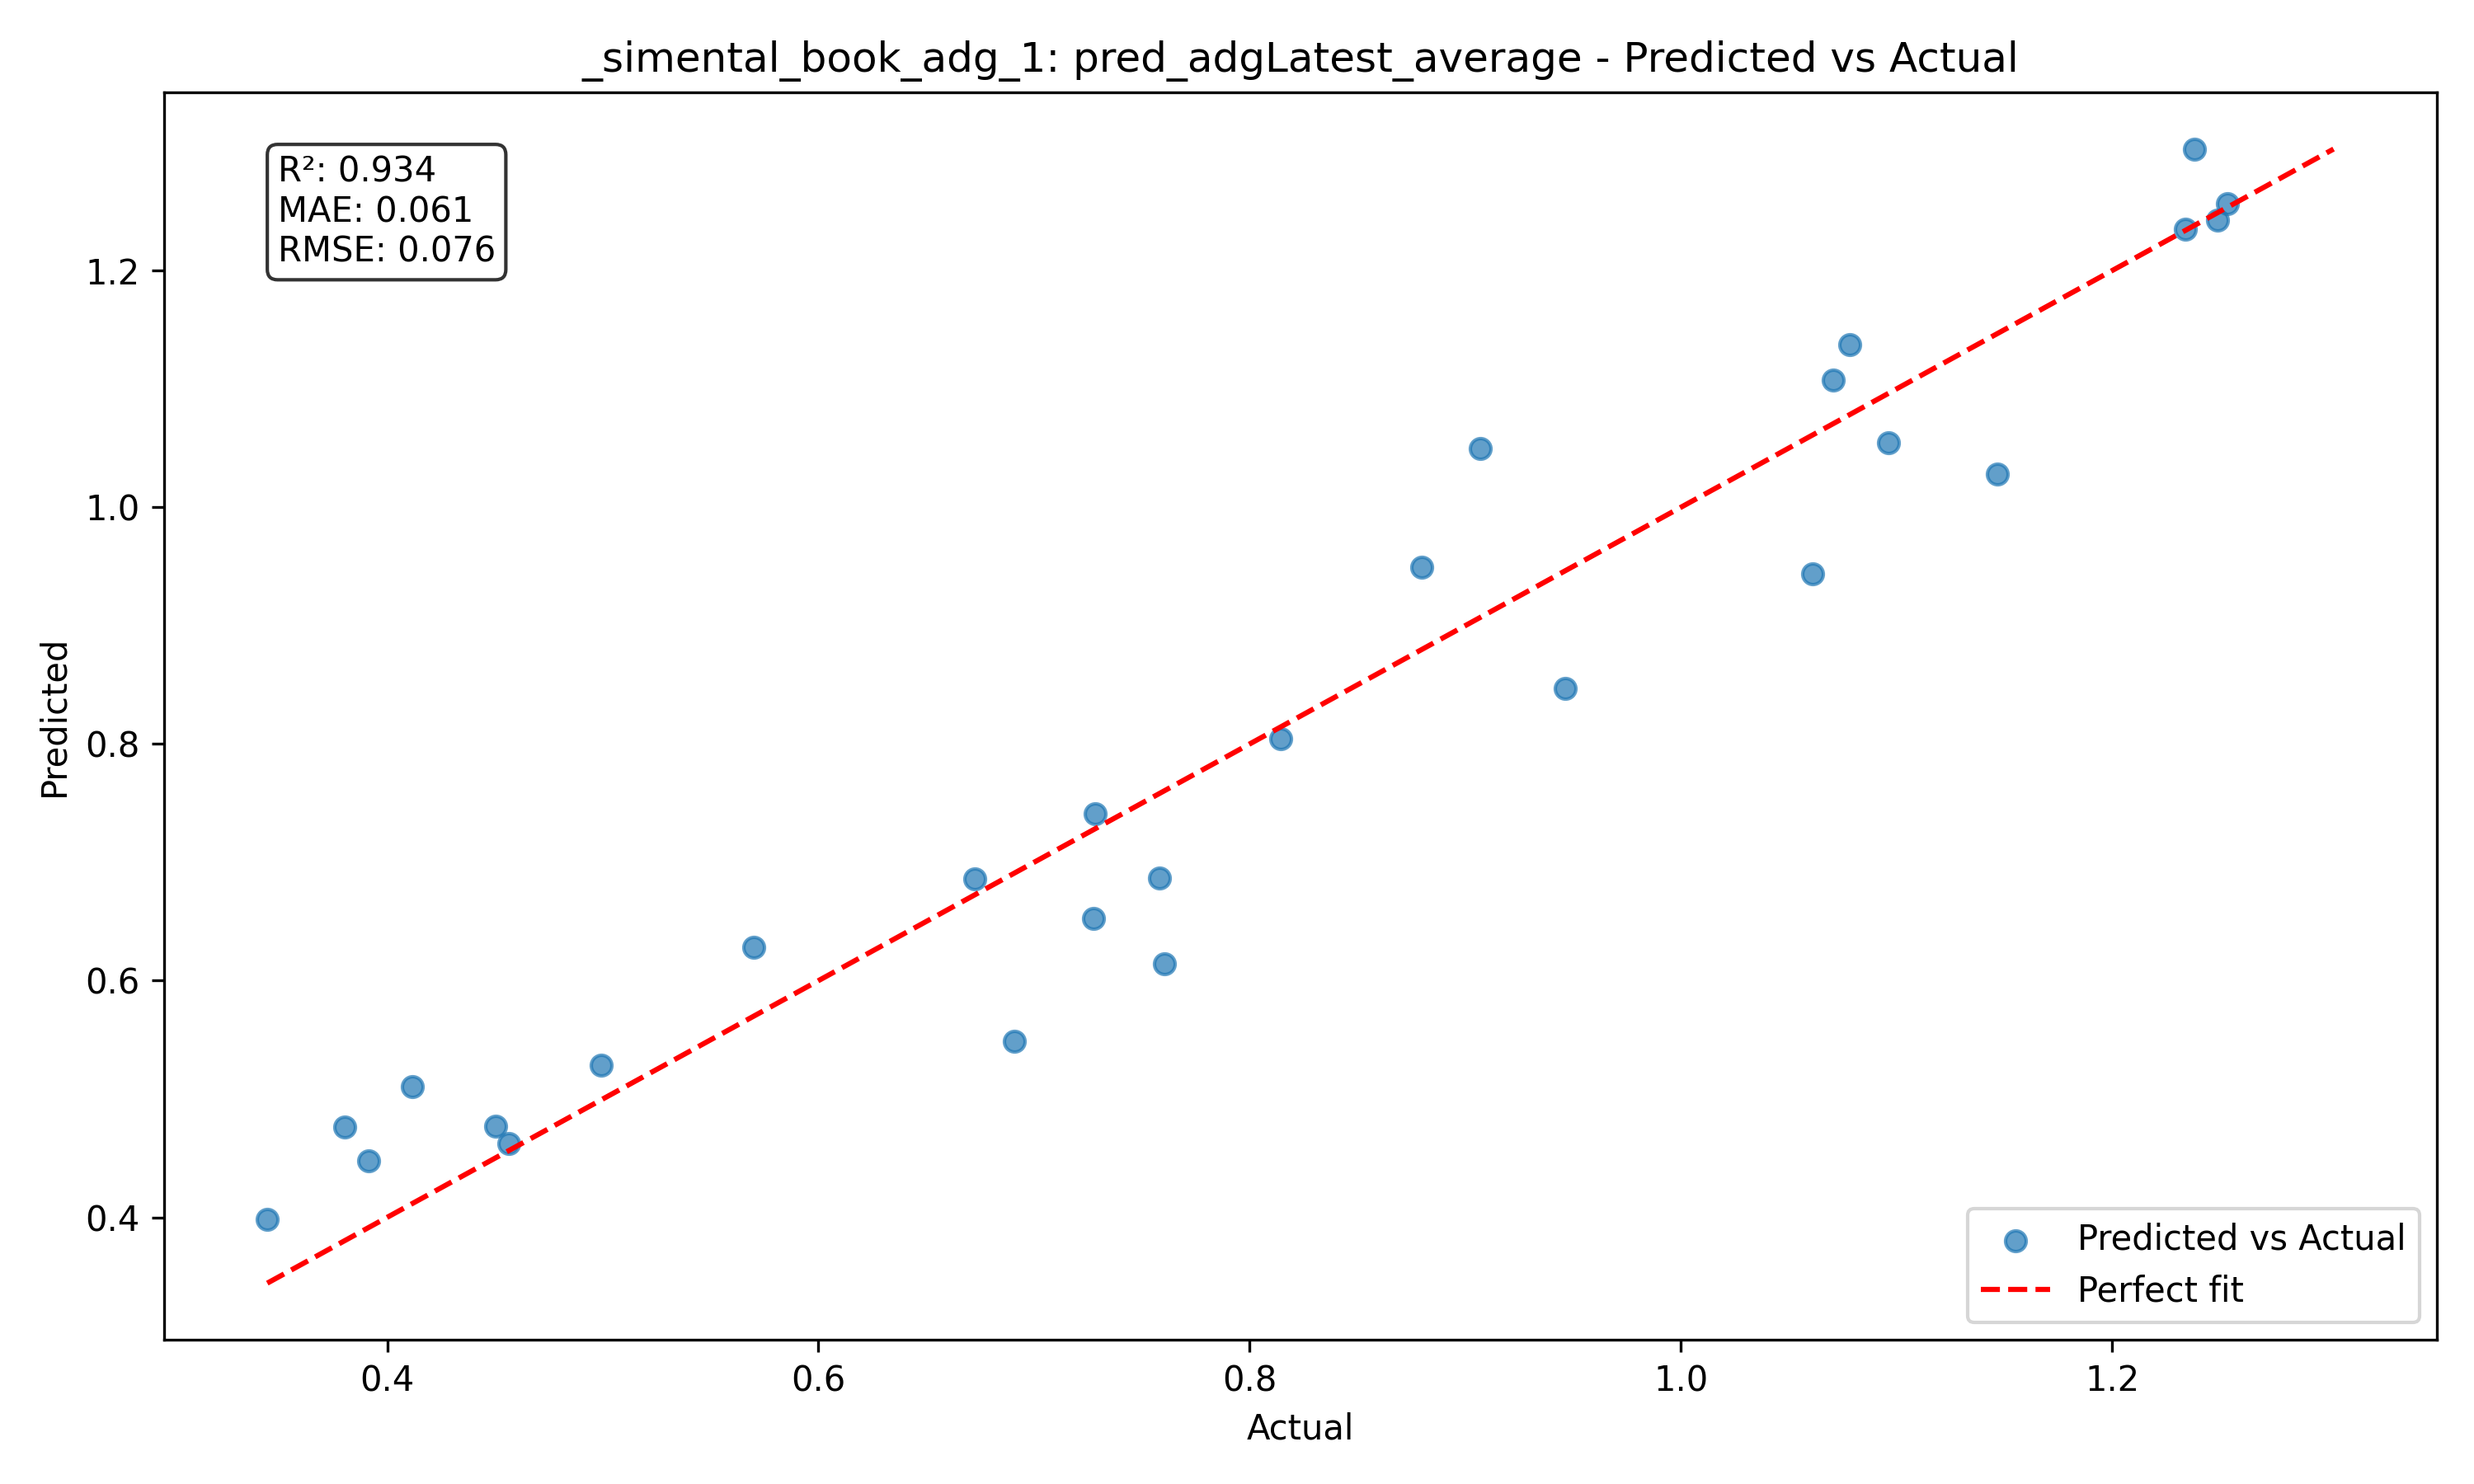 _simental_book_adg_1: pred_adgLatest_average - Predicted vs Actual
R²: 0.934
MAE: 0.061
RMSE: 0.076
1.2
1.0
0.8
0.6
0.4
Predicted
Predicted vs Actual
Perfect fit
0.4 0.6 0.8 1.0 1.2
Actual